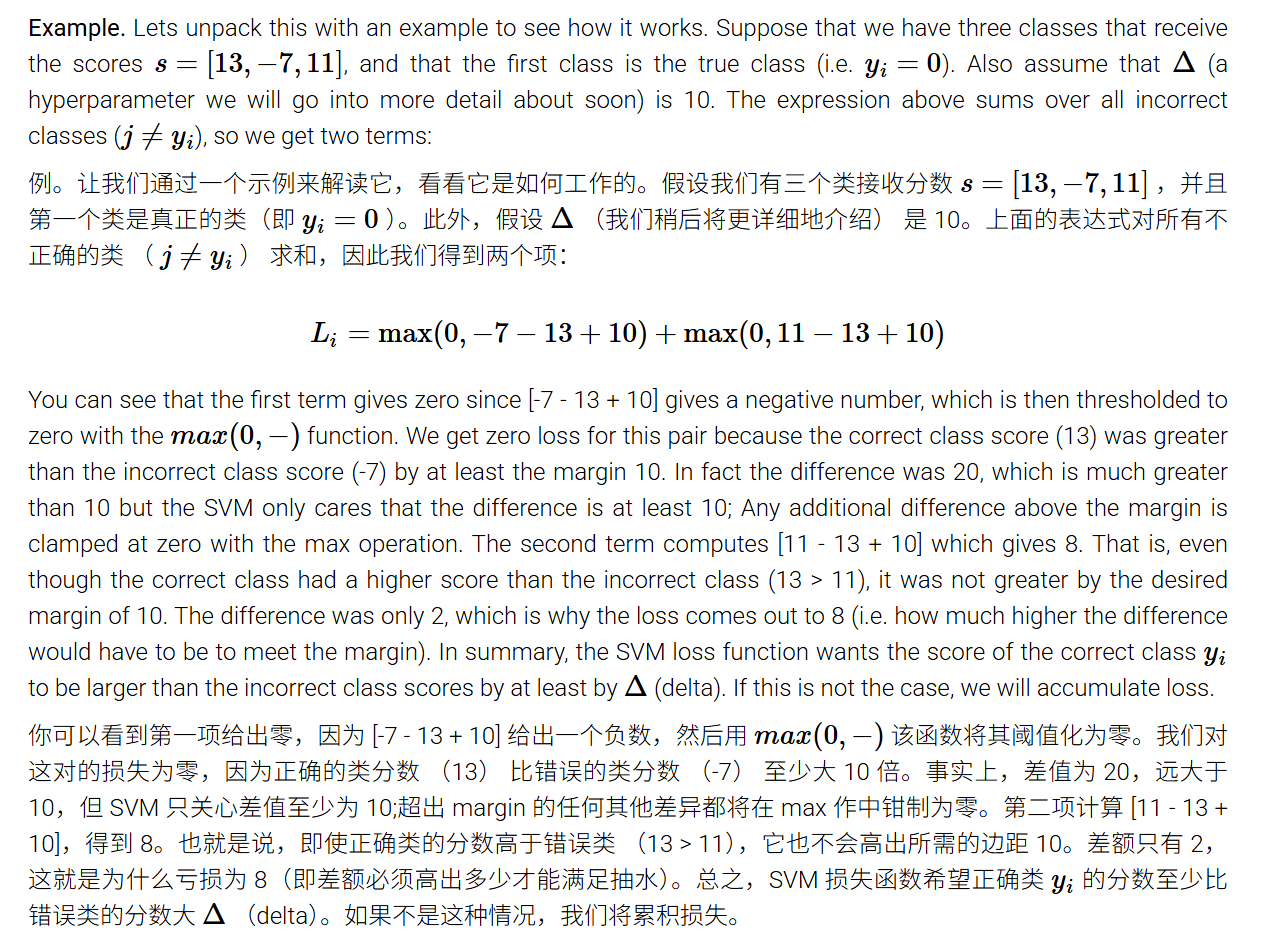 Example. Lets unpack this with an example to see how it works. Suppose that we have three classes that receive
the scores s = [13, −7, 11], and that the first class is the true class (i.e. yᵢ = 0). Also assume that Δ (a
hyperparameter we will go into more detail about soon) is 10. The expression above sums over all incorrect
classes (j ≠ yᵢ), so we get two terms:
例。让我们通过一个示例来解读它，看看它是如何工作的。假设我们有三个类接收分数 s = [13, −7, 11] ，并且
第一个类是真正的类（即 yᵢ = 0 ）。此外，假设 Δ （我们稍后将更详细地介绍） 是 10。上面的表达式对所有不
正确的类 （ j ≠ yᵢ ） 求和，因此我们得到两个项：
Lᵢ = max(0, −7 − 13 + 10) + max(0, 11 − 13 + 10)
You can see that the first term gives zero since [-7 - 13 + 10] gives a negative number, which is then thresholded to
zero with the max(0, −) function. We get zero loss for this pair because the correct class score (13) was greater
than the incorrect class score (-7) by at least the margin 10. In fact the difference was 20, which is much greater
than 10 but the SVM only cares that the difference is at least 10; Any additional difference above the margin is
clamped at zero with the max operation. The second term computes [11 - 13 + 10] which gives 8. That is, even
though the correct class had a higher score than the incorrect class (13 > 11), it was not greater by the desired
margin of 10. The difference was only 2, which is why the loss comes out to 8 (i.e. how much higher the difference
would have to be to meet the margin). In summary, the SVM loss function wants the score of the correct class yᵢ
to be larger than the incorrect class scores by at least by Δ (delta). If this is not the case, we will accumulate loss.
你可以看到第一项给出零，因为 [-7 - 13 + 10] 给出一个负数，然后用 max(0, −) 该函数将其阈值化为零。我们对
这对的损失为零，因为正确的类分数 （13） 比错误的类分数 （-7） 至少大 10 倍。事实上，差值为 20，远大于
10，但 SVM 只关心差值至少为 10;超出 margin 的任何其他差异都将在 max 作中钳制为零。第二项计算 [11 - 13 +
10]，得到 8。也就是说，即使正确类的分数高于错误类 （13 > 11），它也不会高出所需的边距 10。差额只有 2，
这就是为什么亏损为 8（即差额必须高出多少才能满足抽水）。总之，SVM 损失函数希望正确类 yᵢ 的分数至少比
错误类的分数大 Δ （delta）。如果不是这种情况，我们将累积损失。